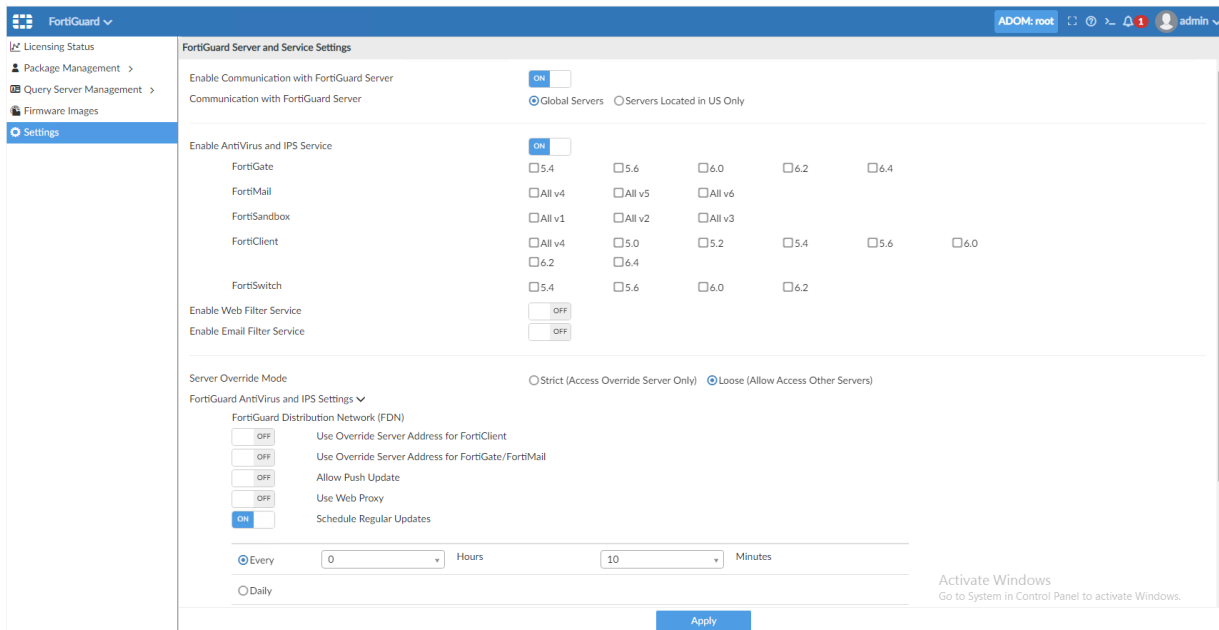 FortiGuard
ADOM: root
1
admin
Licensing Status
Package Management
Query Server Management
Firmware Images
Settings
FortiGuard Server and Service Settings
Enable Communication with FortiGuard Server ON
Communication with FortiGuard Server Global Servers Servers Located in US Only
Enable AntiVirus and IPS Service ON
FortiGate 5.4 5.6 6.0 6.2 6.4
FortiMail All v4 All v5 All v6
FortiSandbox All v1 All v2 All v3
FortiClient All v4 5.0 5.2 5.4 5.6 6.0
6.2 6.4
FortiSwitch 5.4 5.6 6.0 6.2
Enable Web Filter Service OFF
Enable Email Filter Service OFF
Server Override Mode Strict (Access Override Server Only) Loose (Allow Access Other Servers)
FortiGuard AntiVirus and IPS Settings
FortiGuard Distribution Network (FDN)
OFF Use Override Server Address for FortiClient
OFF Use Override Server Address for FortiGate/FortiMail
OFF Allow Push Update
OFF Use Web Proxy
ON Schedule Regular Updates
Every 0 Hours 10 Minutes
Daily
Activate Windows
Go to System in Control Panel to activate Windows.
Apply